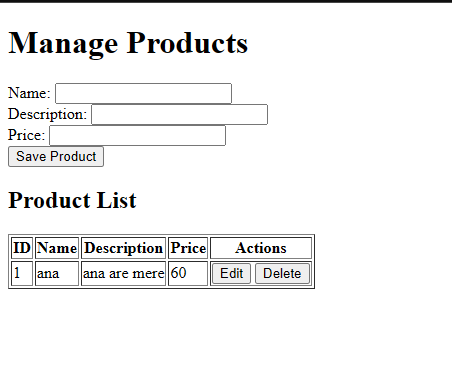 Manage Products
Name:
Description:
Price:
Save Product
Product List
ID Name Description Price Actions
1 ana ana are mere 60 Edit Delete